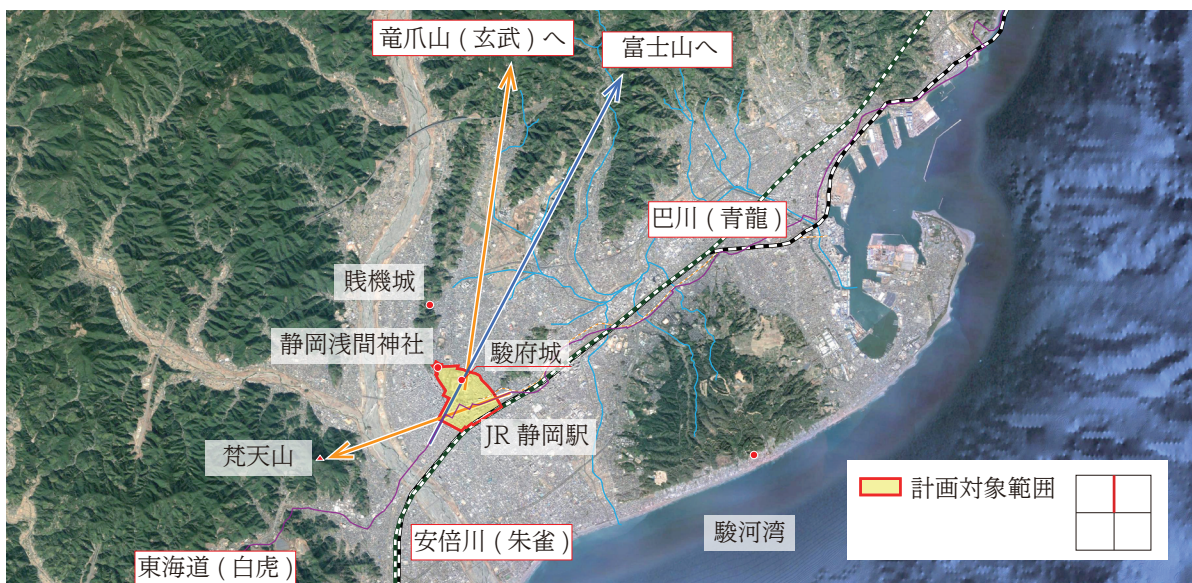 竜爪山 ( 玄武 ) へ
富士山へ
巴川 ( 青龍 )
賎機城
静岡浅間神社
駿府城
JR 静岡駅
梵天山
安倍川 ( 朱雀 )
東海道 ( 白虎 )
駿河湾
計画対象範囲